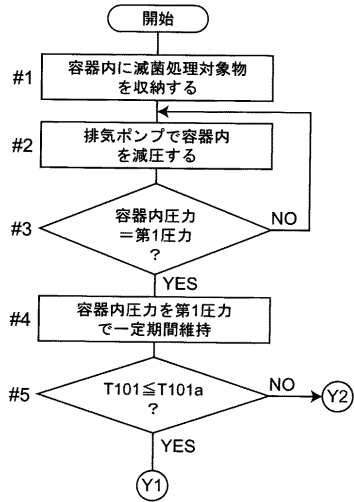 開始
#1
容器内に滅菌処理対象物
を収納する
#2
排気ポンプで容器内
を減圧する
#3
容器内圧力
=第1圧力
?
NO
YES
#4
容器内圧力を第1圧力
で一定期間維持
#5
T101≦T101a
?
NO
Y2
YES
Y1